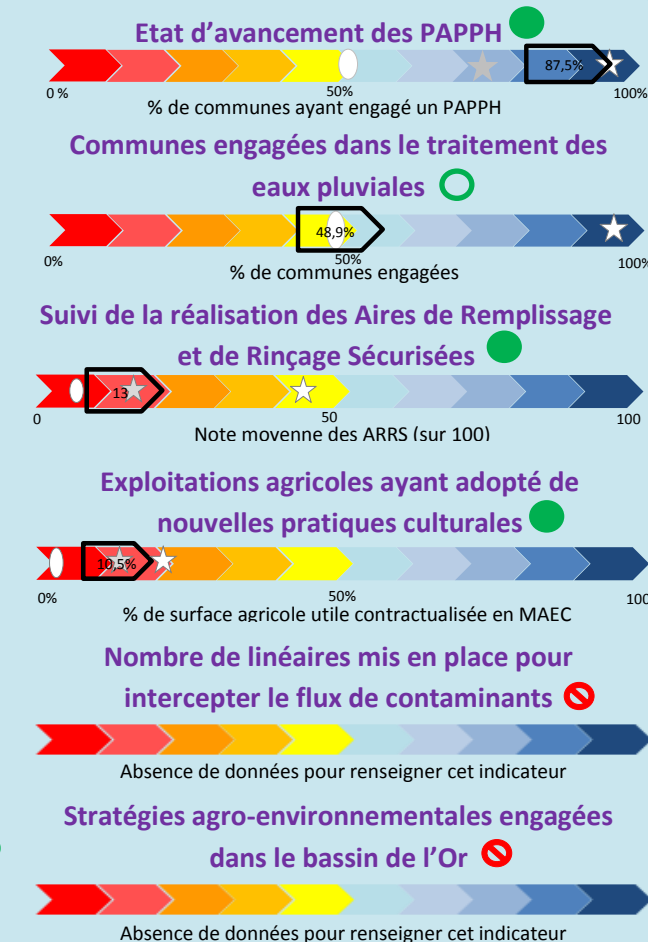 Etat d’avancement des PAPPH
87,5%
0 % 50% 100%
% de communes ayant engagé un PAPPH
Communes engagées dans le traitement des
eaux pluviales
48,9%
0% 50% 100%
% de communes engagées
Suivi de la réalisation des Aires de Remplissage
et de Rinçage Sécurisées
13
0 50 100
Note moyenne des ARRS (sur 100)
Exploitations agricoles ayant adopté de
nouvelles pratiques culturales
10,5%
0% 50% 100
% de surface agricole utile contractualisée en MAEC
Nombre de linéaires mis en place pour
intercepter le flux de contaminants
Absence de données pour renseigner cet indicateur
Stratégies agro-environnementales engagées
dans le bassin de l’Or
Absence de données pour renseigner cet indicateur